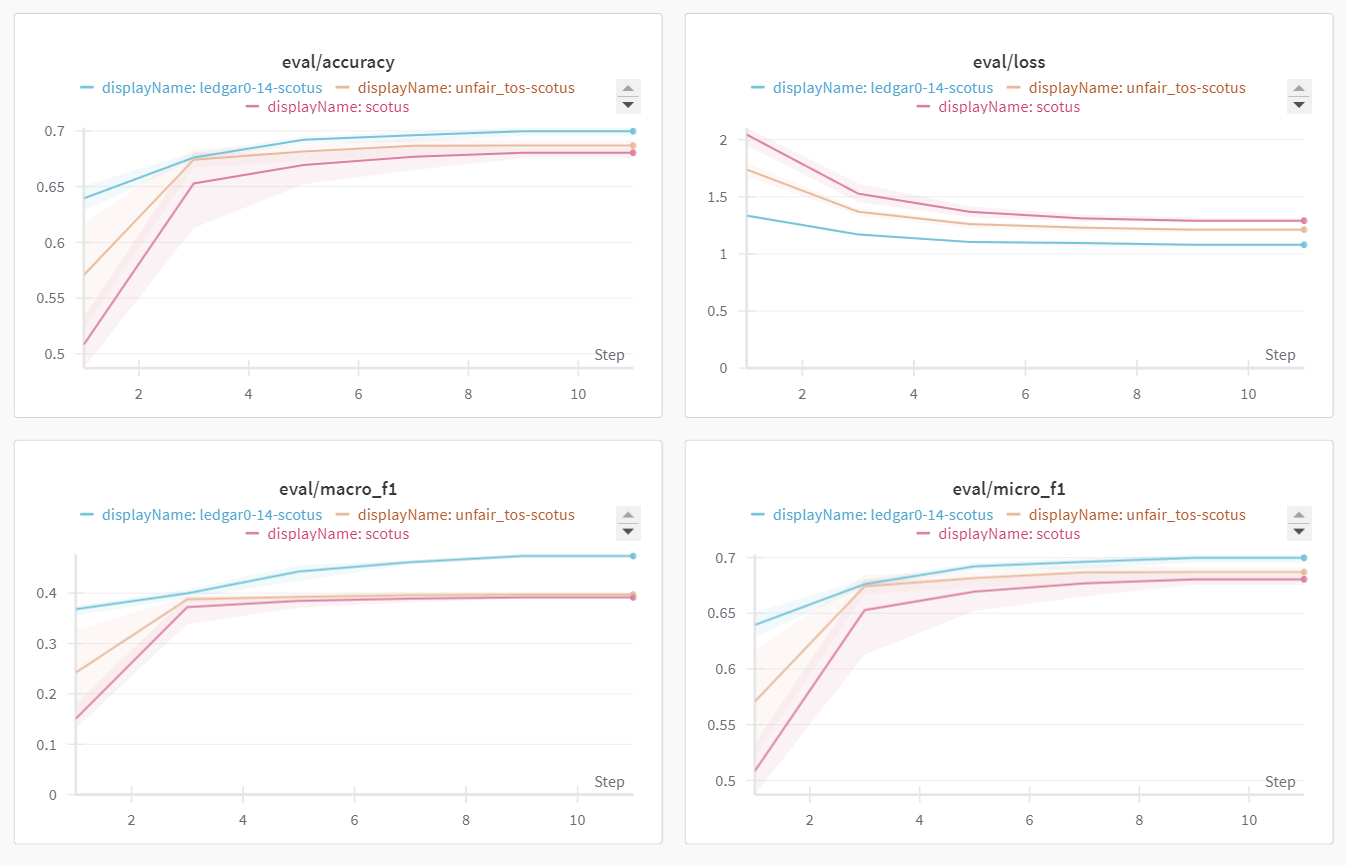 eval/accuracy
displayName: ledgar0-14-scotus displayName: unfair_tos-scotus
displayName: scotus
0.7
0.65
0.6
0.55
0.5
Step
2 4 6 8 10
eval/loss
displayName: ledgar0-14-scotus displayName: unfair_tos-scotus
displayName: scotus
2
1.5
1
0.5
0
Step
2 4 6 8 10
eval/macro_f1
displayName: ledgar0-14-scotus displayName: unfair_tos-scotus
displayName: scotus
0.4
0.3
0.2
0.1
0
Step
2 4 6 8 10
eval/micro_f1
displayName: ledgar0-14-scotus displayName: unfair_tos-scotus
displayName: scotus
0.7
0.65
0.6
0.55
0.5
Step
2 4 6 8 10